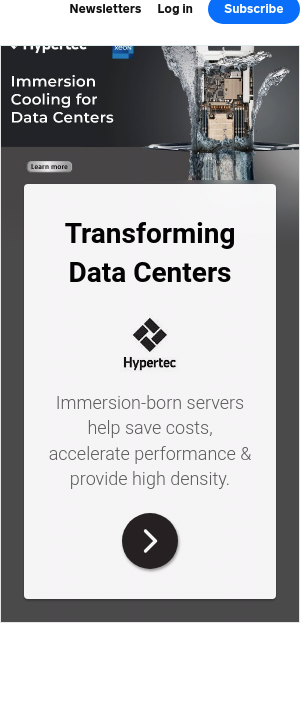 Newsletters Log in Subscribe
Hypertec
xeon
Immersion
Cooling for
Data Centers
Learn more
Transforming
Data Centers
Hypertec
Immersion-born servers
help save costs,
accelerate performance &
provide high density.